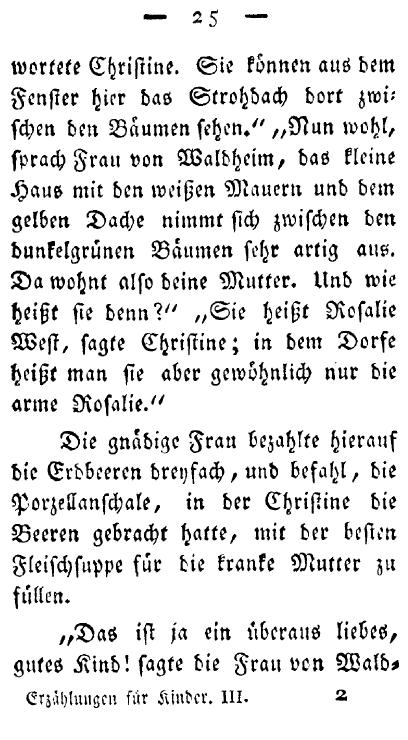 — 25 —
wortete Christine. Sie können aus dem
Fenster hier das Strohdach dort zwi-
schen den Bäumen sehen.“ „Nun wohl,
sprach Frau von Waldheim, das kleine
Haus mit den weißen Mauern und dem
gelben Dache nimmt sich zwischen den
dunkelgrünen Bäumen sehr artig aus.
Da wohnt also deine Mutter. Und wie
heißt sie denn?“ „Sie heißt Rosalie
West, sagte Christine; in dem Dorfe
heißt man sie aber gewöhnlich nur die
arme Rosalie.“
Die gnädige Frau bezahlte hierauf
die Erdbeeren dreyfach, und befahl, die
Porzellanschale, in der Christine die
Beeren gebracht hatte, mit der besten
Fleischsuppe für die kranke Mutter zu
füllen.
„Das ist ja ein überaus liebes,
gutes Kind! sagte die Frau von Wald-
Erzählungen für Kinder. III. 2